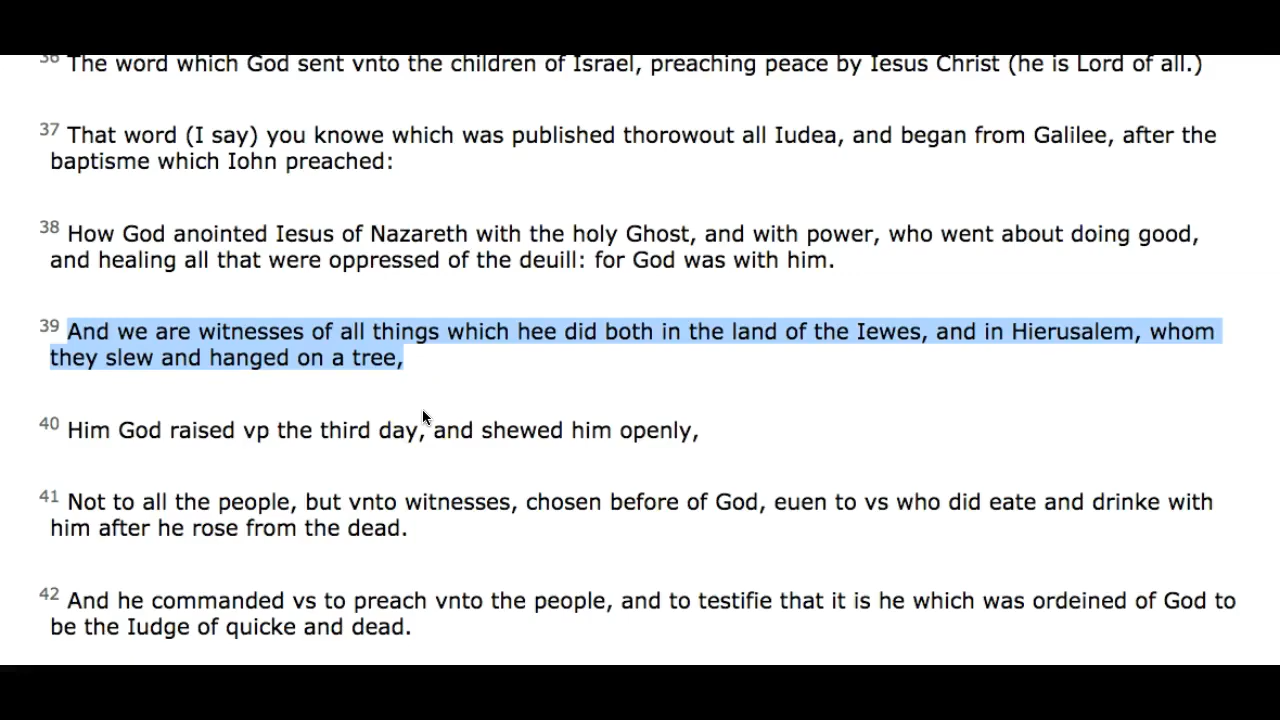 36 The word which God sent vnto the children of Israel, preaching peace by Iesus Christ (he is Lord of all.)
37 That word (I say) you knowe which was published thorowout all Iudea, and began from Galilee, after the
baptisme which Iohn preached:
38 How God anointed Iesus of Nazareth with the holy Ghost, and with power, who went about doing good,
and healing all that were oppressed of the deuill: for God was with him.
39 And we are witnesses of all things which hee did both in the land of the Iewes, and in Hierusalem, whom
they slew and hanged on a tree,
40 Him God raised vp the third day, and shewed him openly,
41 Not to all the people, but vnto witnesses, chosen before of God, euen to vs who did eate and drinke with
him after he rose from the dead.
42 And he commanded vs to preach vnto the people, and to testifie that it is he which was ordeined of God to
be the Iudge of quicke and dead.